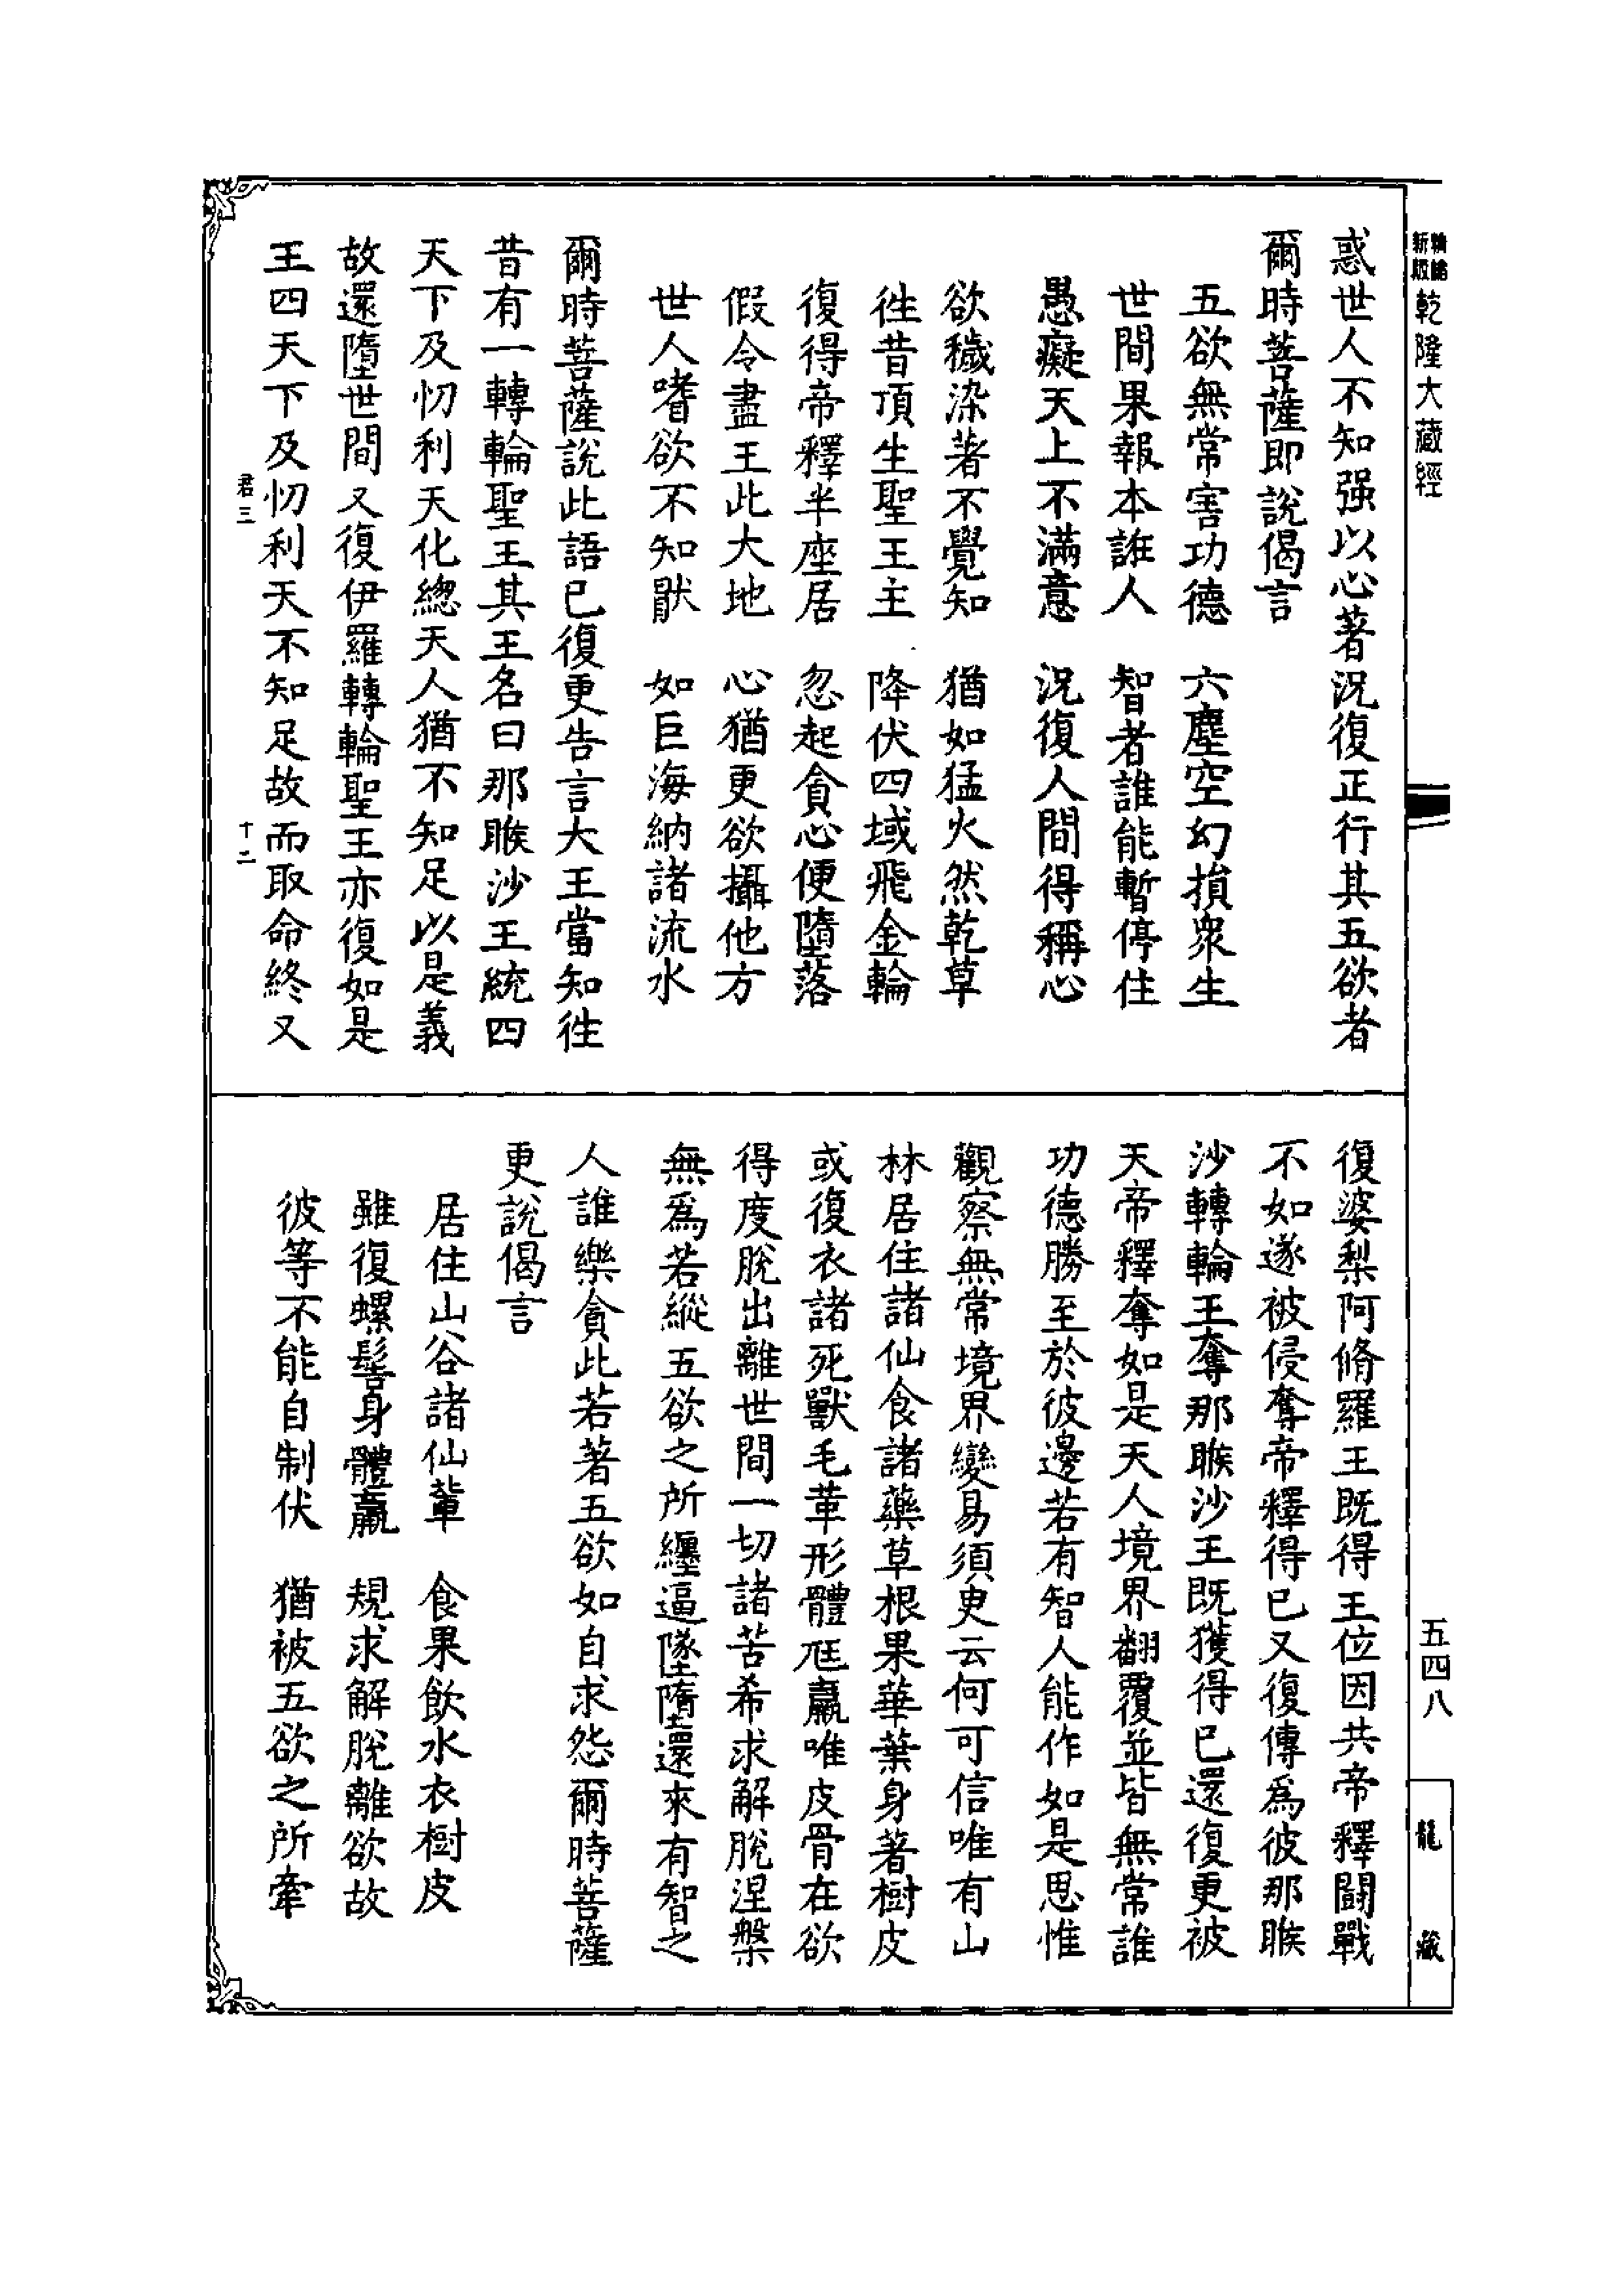 乾隆大藏經
五四八
龍藏
惑世人不知强以心著況復正行其五欲者
爾時菩薩即說偈言
五欲無常害功德　六塵空幻損衆生
世間果報本誑人　智者誰能暫停住
愚癡天上不滿意　況復人間得稱心
欲穢染著不覺知　猶如猛火然乾草
徃昔頂生聖王主　降伏四域飛金輪
復得帝釋半座居　忽起貪心便墮落
假令盡王此大地　心猶更欲攝他方
世人嗜欲不知猒　如巨海納諸流水
爾時菩薩說此語已復更告言大王當知徃
昔有一轉輪聖王其王名曰那睺沙王統四
天下及忉利天化緫天人猶不知足以是義
故還墮世間又復伊羅轉輪聖王亦復如是
王四天下及忉利天不知足故而取命終又
君三
十二
復婆梨阿脩羅王既得王位因共帝釋鬪戰
不如遂被侵奪帝釋得已又復傳爲彼那睺
沙轉輪王奪那睺沙王既獲得已還復更被
天帝釋奪如是天人境界翻覆並皆無常誰
功德勝至於彼邊若有智人能作如是思惟
觀察無常境界變易須臾云何可信唯有山
林居住諸仙食諸藥草根果華葉身著樹皮
或復衣諸死獸毛革形體尫羸唯皮骨在欲
得度脫出離世間一切諸苦希求解脫涅槃
無爲若縱五欲之所纏逼墜墮還來有智之
人誰樂貪此若著五欲如自求怨爾時菩薩
更說偈言
居住山谷諸仙輩　食果飲水衣樹皮
雖復螺髻身體羸　規求解脫離欲故
彼等不能自制伏　猶被五欲之所牽